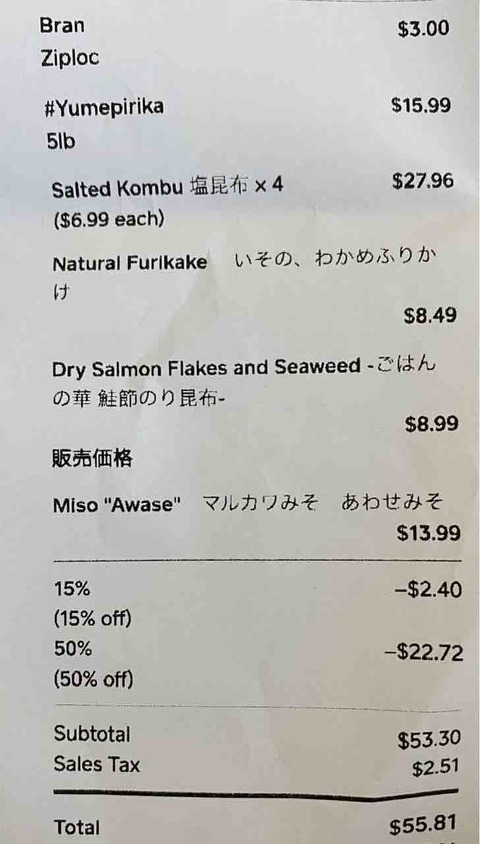 Bran $3.00
Ziploc
#Yumepirika $15.99
5lb
Salted Kombu 塩昆布 x 4 $27.96
($6.99 each)
Natural Furikake いその、わかめふりか
け
$8.49
Dry Salmon Flakes and Seaweed -ごはん
の華 鮭節のり昆布-
$8.99
販売価格
Miso "Awase" マルカワみそ あわせみそ
$13.99
15% –$2.40
(15% off)
50% –$22.72
(50% off)
Subtotal $53.30
Sales Tax $2.51
Total $55.81